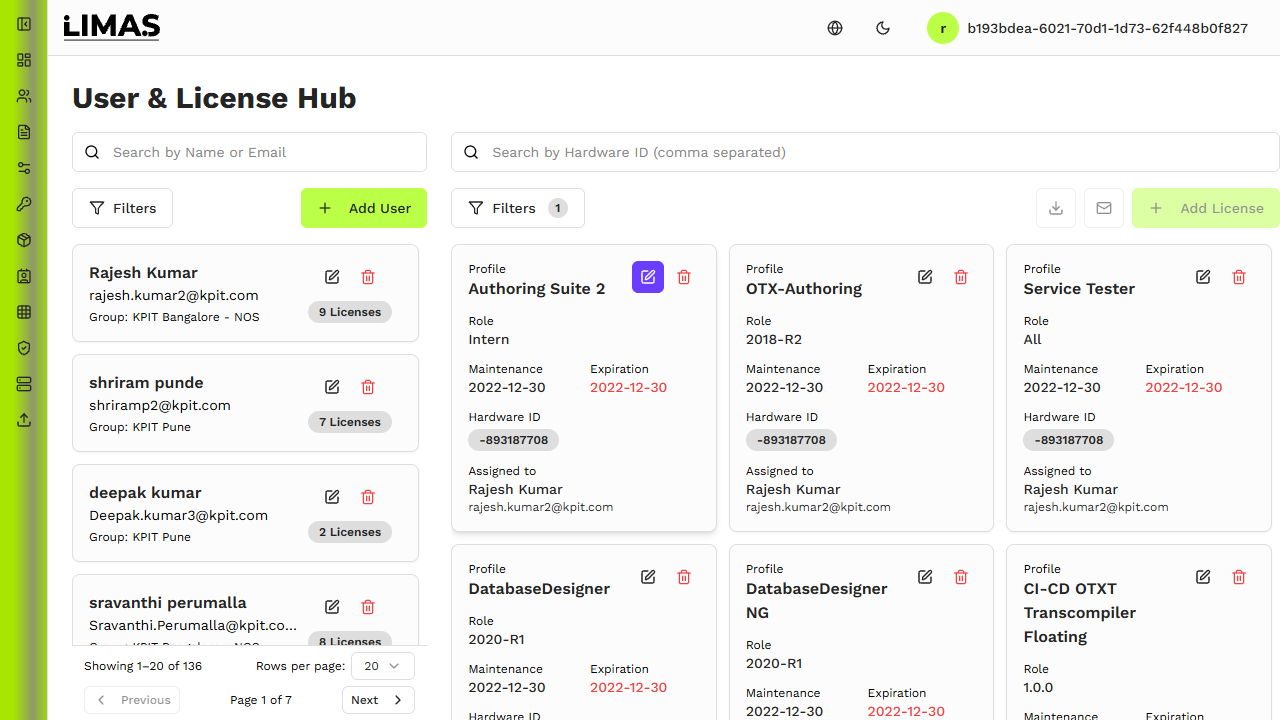 LIMAS
r
b193bdea-6021-70d1-1d73-62f448b0f827
User & License Hub
Search by Name or Email
Filters
Add User
Rajesh Kumar
rajesh.kumar2@kpit.com
Group: KPIT Bangalore - NOS
9 Licenses
shriram punde
shriramp2@kpit.com
Group: KPIT Pune
7 Licenses
deepak kumar
Deepak.kumar3@kpit.com
Group: KPIT Pune
2 Licenses
sravanthi perumalla
Sravanthi.Perumalla@kpit.co...
8 Licenses
Showing 1–20 of 136
Rows per page:
20
Previous
Page 1 of 7
Next
Search by Hardware ID (comma separated)
Filters
1
Add License
Profile
Authoring Suite 2
Role
Intern
Maintenance
2022-12-30
Expiration
2022-12-30
Hardware ID
-893187708
Assigned to
Rajesh Kumar
rajesh.kumar2@kpit.com
Profile
OTX-Authoring
Role
2018-R2
Maintenance
2022-12-30
Expiration
2022-12-30
Hardware ID
-893187708
Assigned to
Rajesh Kumar
rajesh.kumar2@kpit.com
Profile
Service Tester
Role
All
Maintenance
2022-12-30
Expiration
2022-12-30
Hardware ID
-893187708
Assigned to
Rajesh Kumar
rajesh.kumar2@kpit.com
Profile
DatabaseDesigner
Role
2020-R1
Maintenance
2022-12-30
Expiration
2022-12-30
Hardware ID
Profile
DatabaseDesigner
NG
Role
2020-R1
Maintenance
2022-12-30
Expiration
2022-12-30
Profile
CI-CD OTXT
Transcompiler
Floating
Role
1.0.0
Maintenance
Expiration